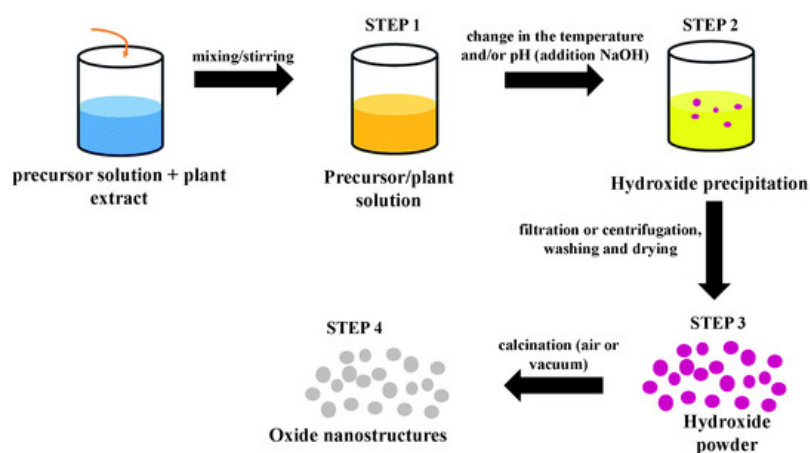 mixing/stirring
precursor solution + plant
extract
STEP 1
Precursor/plant
solution
change in the temperature
and/or pH (addition NaOH)
STEP 2
Hydroxide precipitation
filtration or centrifugation,
washing and drying
STEP 3
Hydroxide
powder
calcination (air or
vacuum)
STEP 4
Oxide nanostructures